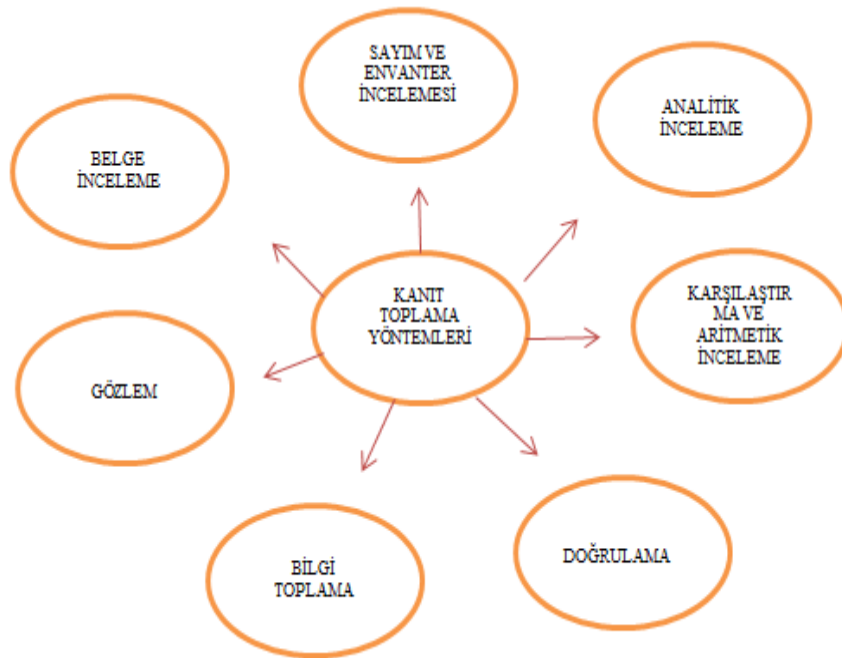 SAYIM VE
ENVANTER
İNCELEMESİ
ANALİTİK
İNCELEME
BELGE
İNCELEME
KANIT
TOPLAMA
YÖNTEMLERİ
KARŞILAŞTIR
MA VE
ARİTMETİK
İNCELEME
GÖZLEM
BİLGİ
TOPLAMA
DOĞRULAMA